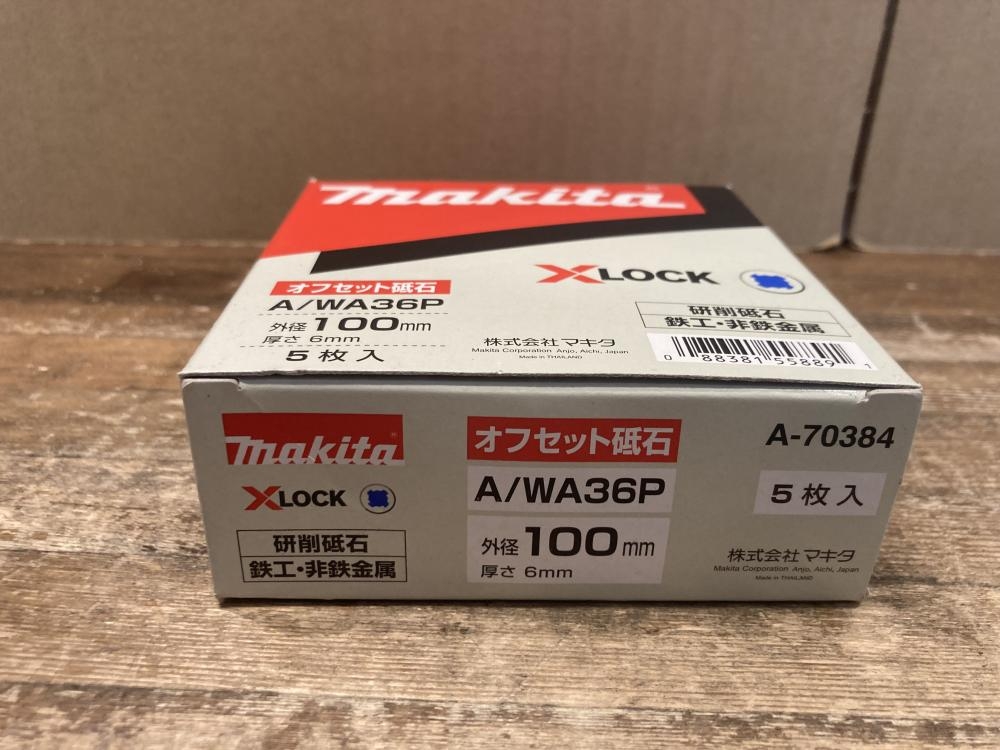 makita
XLOCK
オフセット砥石
A/WA36P
外径 100mm
厚さ 6mm
5枚入
研削砥石
鉄工・非鉄金属
株式会社 マキタ
Makita Corporation Anjo, Aichi, Japan
Made in THAILAND
0 88381 55889 1
makita®
XLOCK
研削砥石
鉄工・非鉄金属
オフセット砥石
A/WA36P
外径 100mm
厚さ 6mm
A-70384
5枚入
株式会社 マキタ
Makita Corporation Anjo, Aichi, Japan
Made in THAILAND